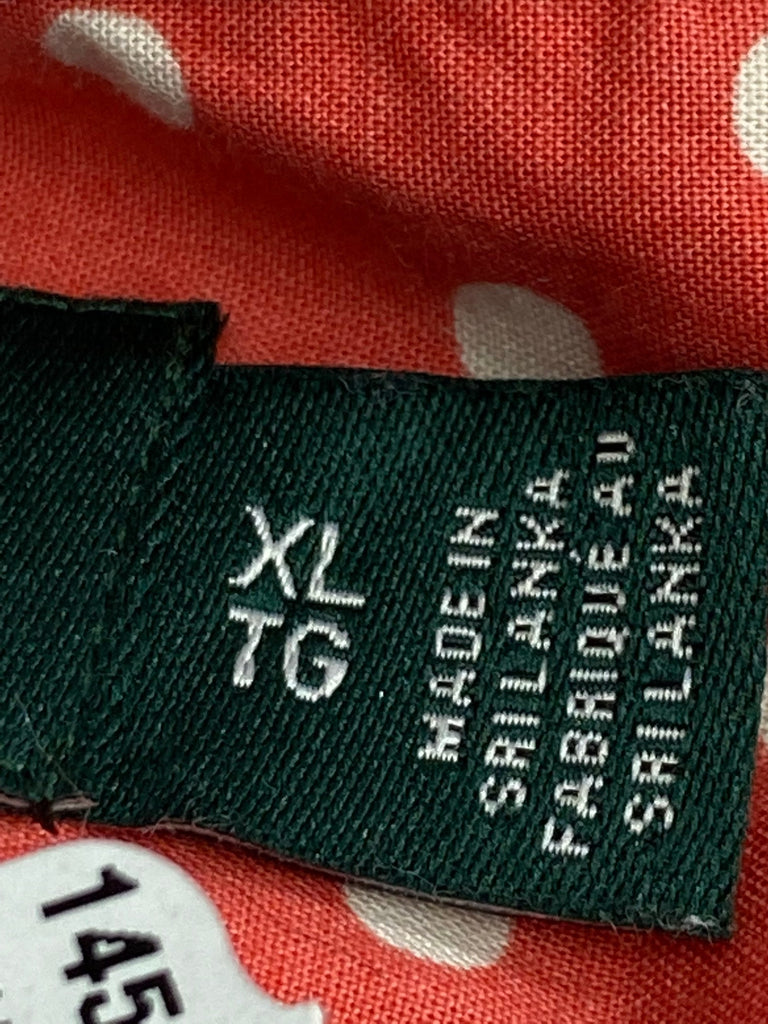 XL
TG
MADE IN
SRI LANKA
FABRIQUÉ AU
SRI LANKA
145